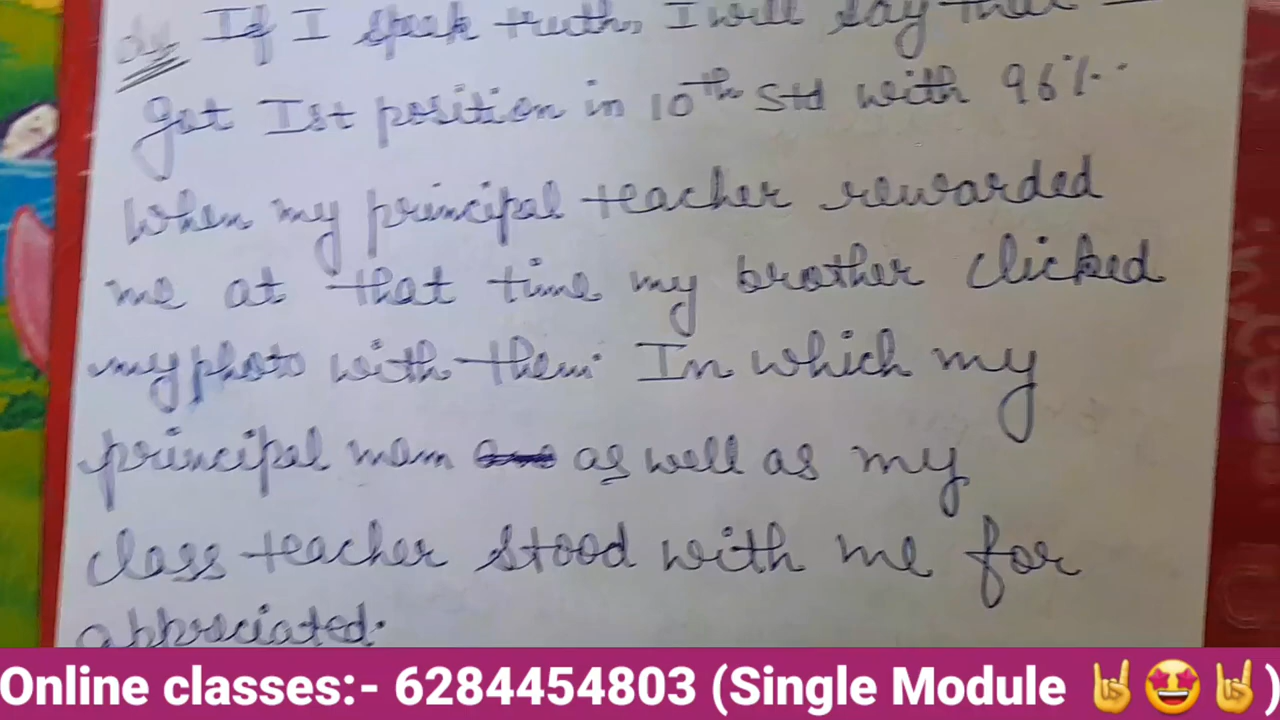 If I speak truth, I will say that I
got Ist position in 10th std with 96%.
When my principal teacher rewarded
me at that time my brother clicked
my photo with them. In which my
principal mam as well as my
class teacher stood with me for
appreciated.
Online classes:- 6284454803 (Single Module 🤘🤩🤘)